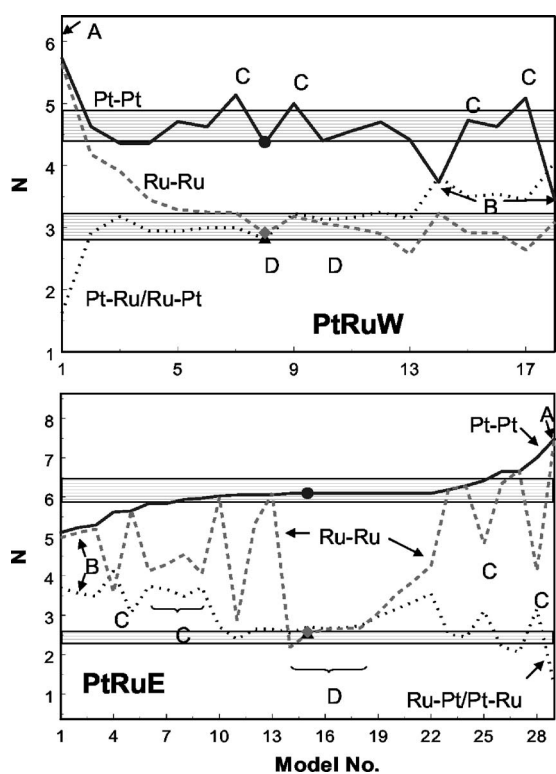 6
A
C
C
C
Pt-Pt
5
C
4
N
Ru-Ru
B
3
D
D
2
Pt-Ru/Ru-Pt
PtRuW
1
1
5
9
13
17
8
A
Pt-Pt
7
6
5
Ru-Ru
N
B
C
4
C
C
C
3
2
D
PtRuE
Ru-Pt/Pt-Ru
1
1
4
7
10
13
16
19
22
25
28
Model No.